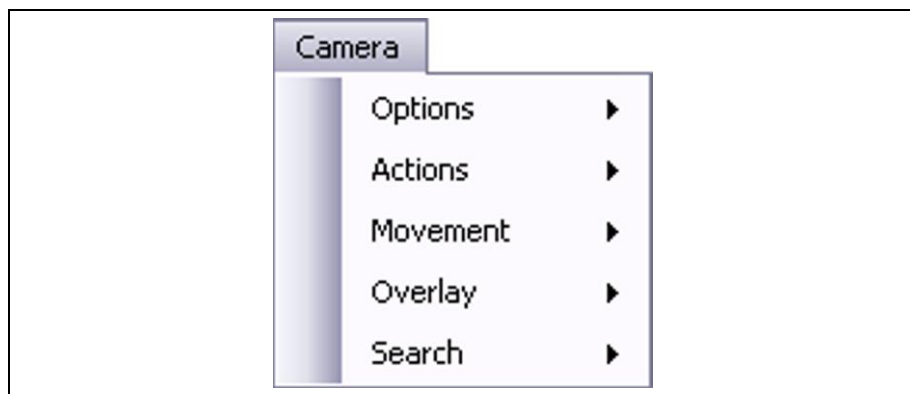 Camera
Options
Actions
Movement
Overlay
Search